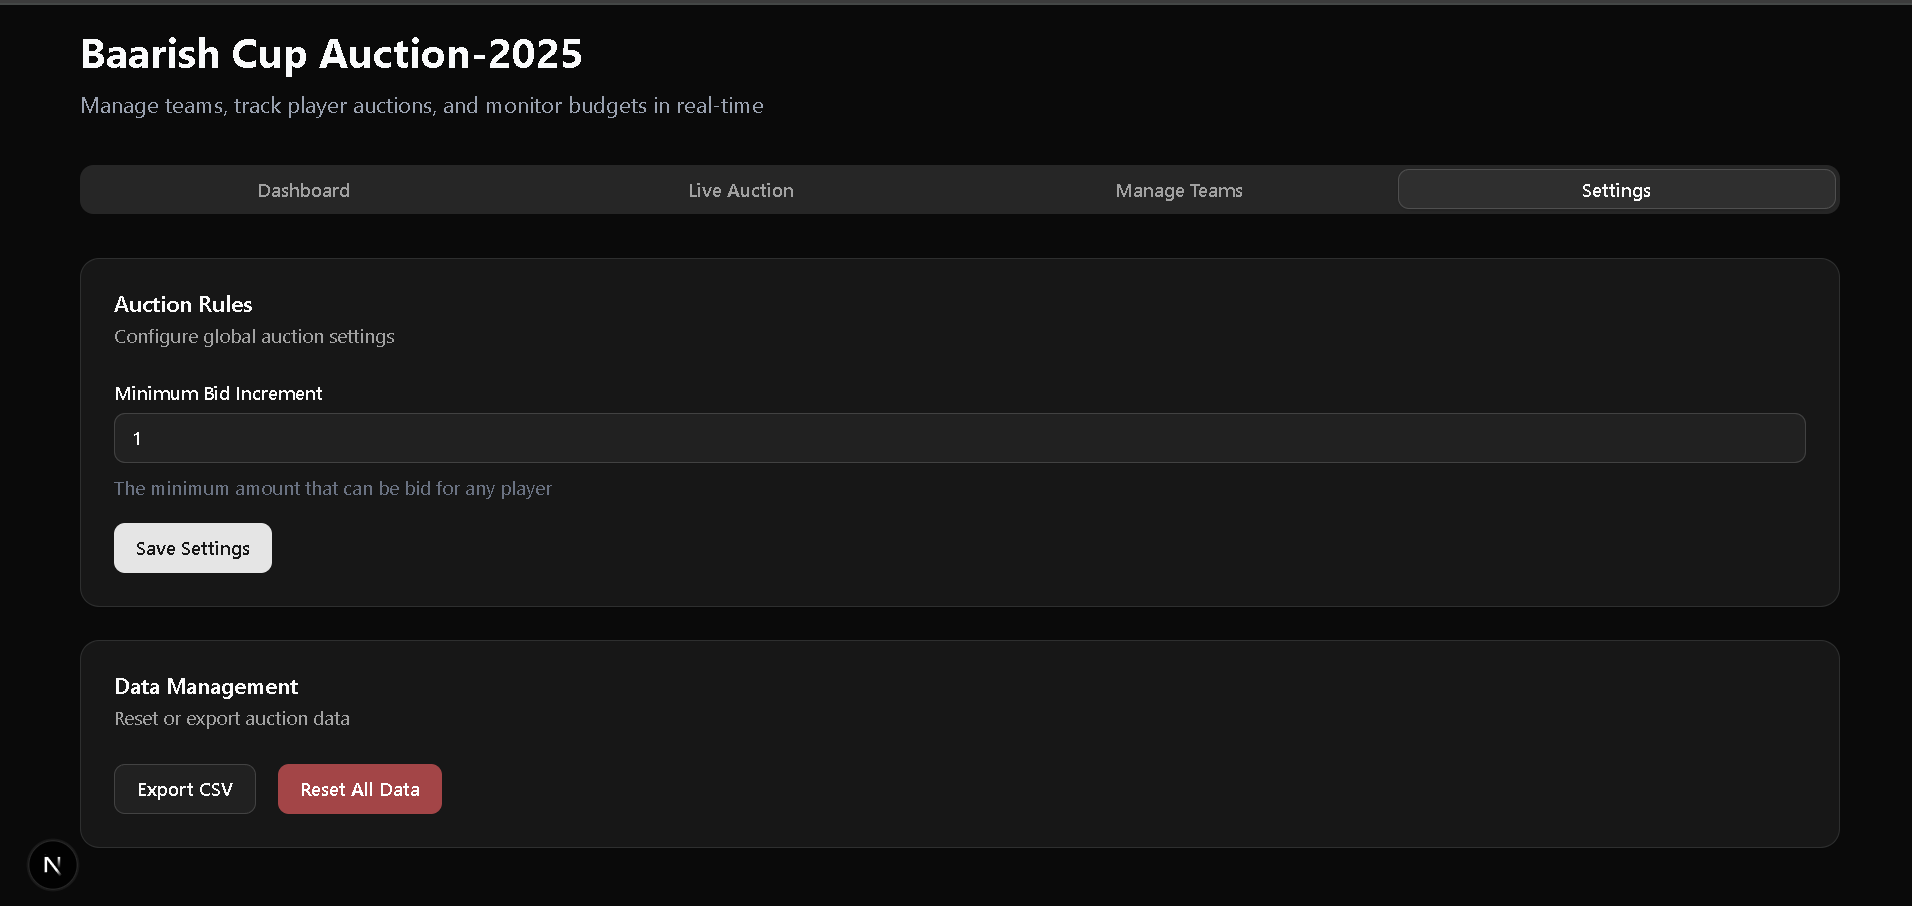 Baarish Cup Auction-2025
Manage teams, track player auctions, and monitor budgets in real-time
Dashboard Live Auction Manage Teams Settings
Auction Rules
Configure global auction settings
Minimum Bid Increment
1
The minimum amount that can be bid for any player
Save Settings
Data Management
Reset or export auction data
Export CSV Reset All Data
N